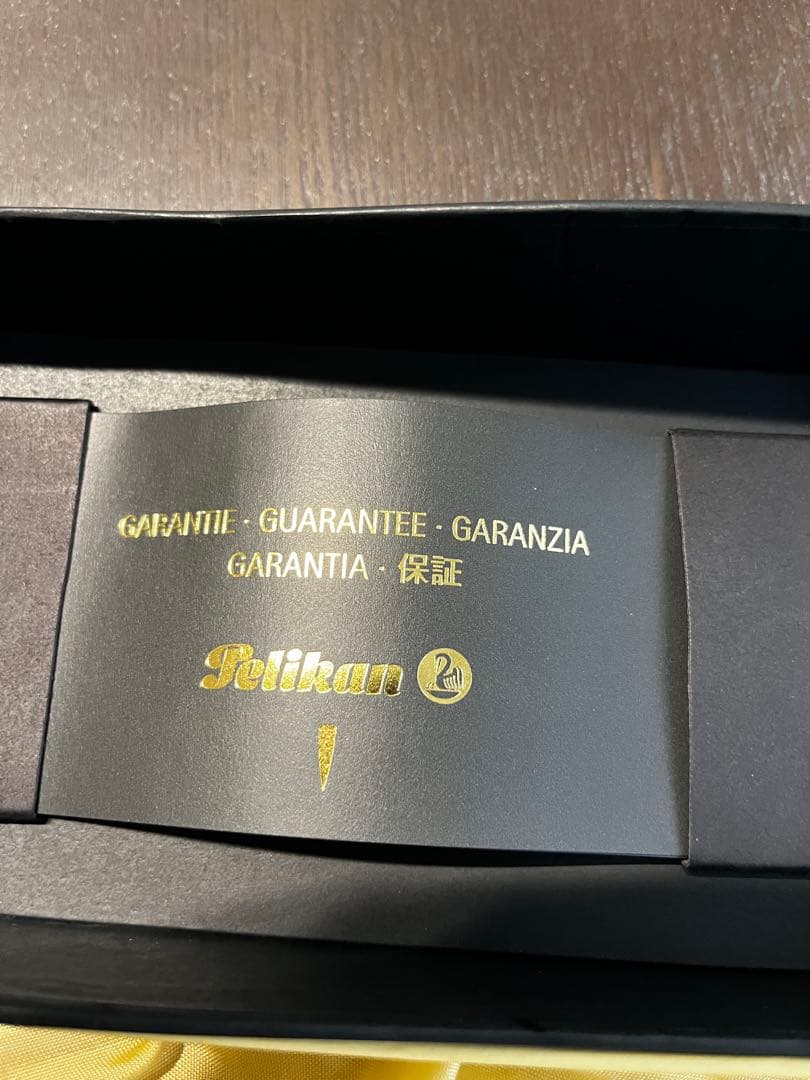 GARANTIE · GUARANTEE · GARANZIA
GARANTIA · 保証
Pelikan